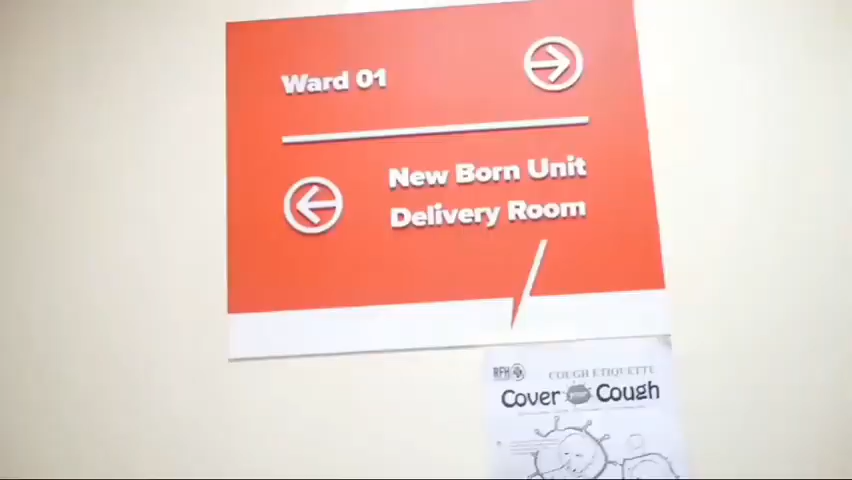 Ward 01
New Born Unit
Delivery Room
RFH
COUGH ETIQUETTE
Cover Cough